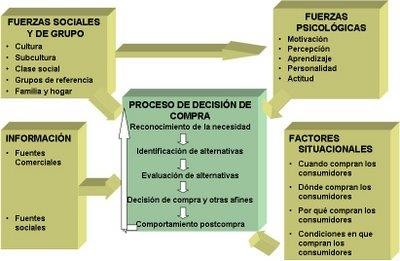 FUERZAS SOCIALES
Y DE GRUPO
• Cultura
• Subcultura
• Clase social
• Grupos de referencia
• Familia y hogar
FUERZAS
PSICOLÓGICAS
• Motivación
• Percepción
• Aprendizaje
• Personalidad
• Actitud
PROCESO DE DECISIÓN DE
COMPRA
Reconocimiento de la necesidad
Identificación de alternativas
Evaluación de alternativas
Decisión de compra y otras afines
Comportamiento postcompra
INFORMACIÓN
• Fuentes
Comerciales
• Fuentes
sociales
FACTORES
SITUACIONALES
• Cuando compran los
consumidores
• Dónde compran los
consumidores
• Por qué compran los
consumidores
• Condiciones en que
compran los
consumidores